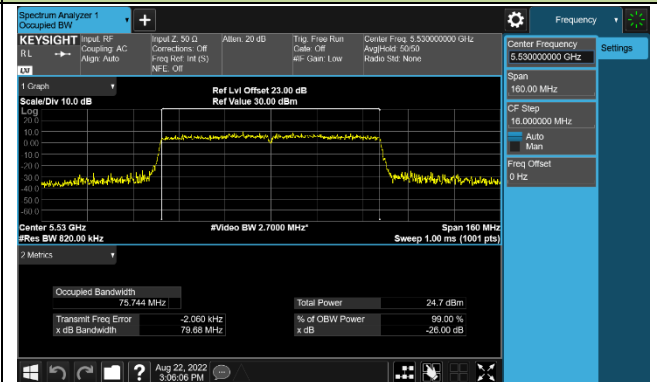 Spectrum Analyzer 1
Occupied BW
+
Frequency
KEYSIGHT
RL
LXI
Input: RF
Coupling: AC
Align: Auto
Input Z: 50 Ω
Corrections: Off
Freq Ref: Int (S)
NFE: Off
Atten: 20 dB
Trig: Free Run
Gate: Off
#IF Gain: Low
Center Freq: 5.530000000 GHz
Avg|Hold: 50/50
Radio Std: None
Center Frequency
5.530000000 GHz
Settings
Span
160.00 MHz
CF Step
16.000000 MHz
Auto
Man
Freq Offset
0 Hz
1 Graph
Scale/Div 10.0 dB
Ref Lvl Offset 23.00 dB
Ref Value 30.00 dBm
Log
20.0
10.0
0.00
-10.0
-20.0
-30.0
-40.0
-50.0
-60.0
Center 5.53 GHz
#Res BW 820.00 kHz
#Video BW 2.7000 MHz*
Span 160 MHz
Sweep 1.00 ms (1001 pts)
2 Metrics
Occupied Bandwidth
75.744 MHz
Total Power
24.7 dBm
Transmit Freq Error
-2.060 kHz
% of OBW Power
99.00 %
x dB Bandwidth
79.68 MHz
x dB
-26.00 dB
?
Aug 22, 2022
3:06:06 PM